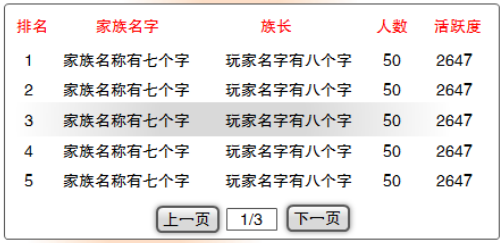 排名 家族名字 族长 人数 活跃度
1 家族名称有七个字 玩家名字有八个字 50 2647
2 家族名称有七个字 玩家名字有八个字 50 2647
3 家族名称有七个字 玩家名字有八个字 50 2647
4 家族名称有七个字 玩家名字有八个字 50 2647
5 家族名称有七个字 玩家名字有八个字 50 2647
上一页 1/3 下一页